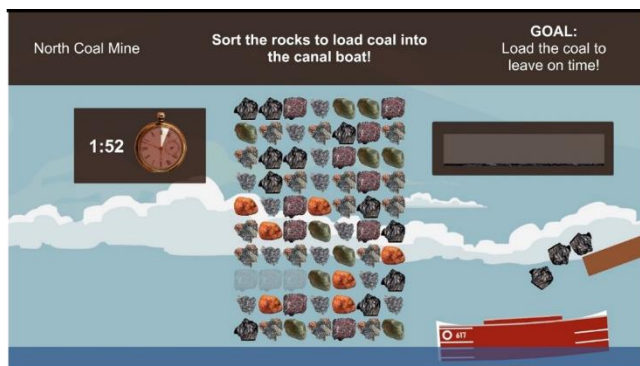 North Coal Mine
Sort the rocks to load coal into
the canal boat!
GOAL:
Load the coal to
leave on time!
1:52
617